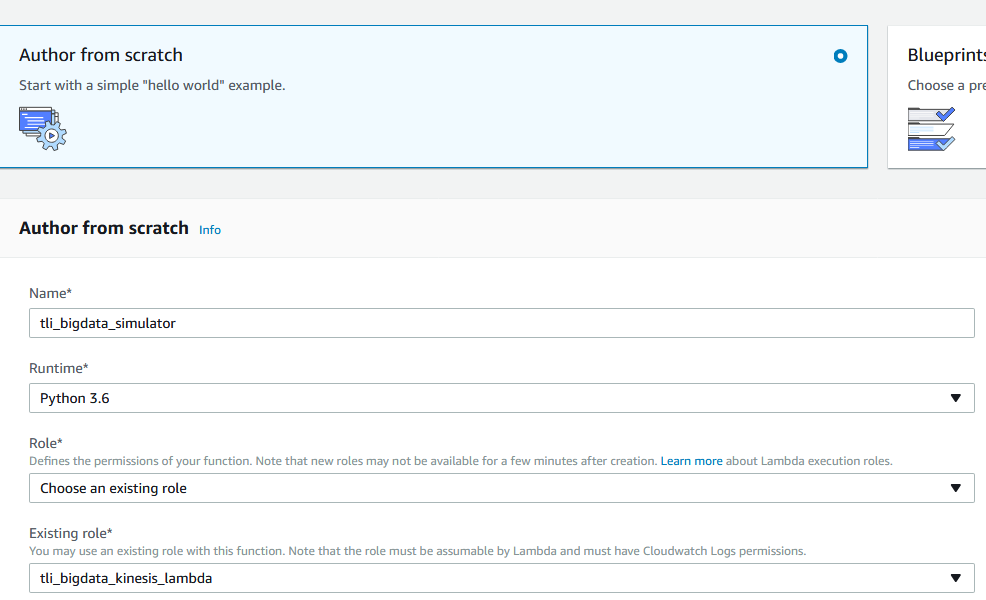 Author from scratch
Start with a simple "hello world" example.
Blueprints
Choose a pre
Author from scratch Info
Name*
tli_bigdata_simulator
Runtime*
Python 3.6
Role*
Defines the permissions of your function. Note that new roles may not be available for a few minutes after creation. Learn more about Lambda execution roles.
Choose an existing role
Existing role*
You may use an existing role with this function. Note that the role must be assumable by Lambda and must have Cloudwatch Logs permissions.
tli_bigdata_kinesis_lambda